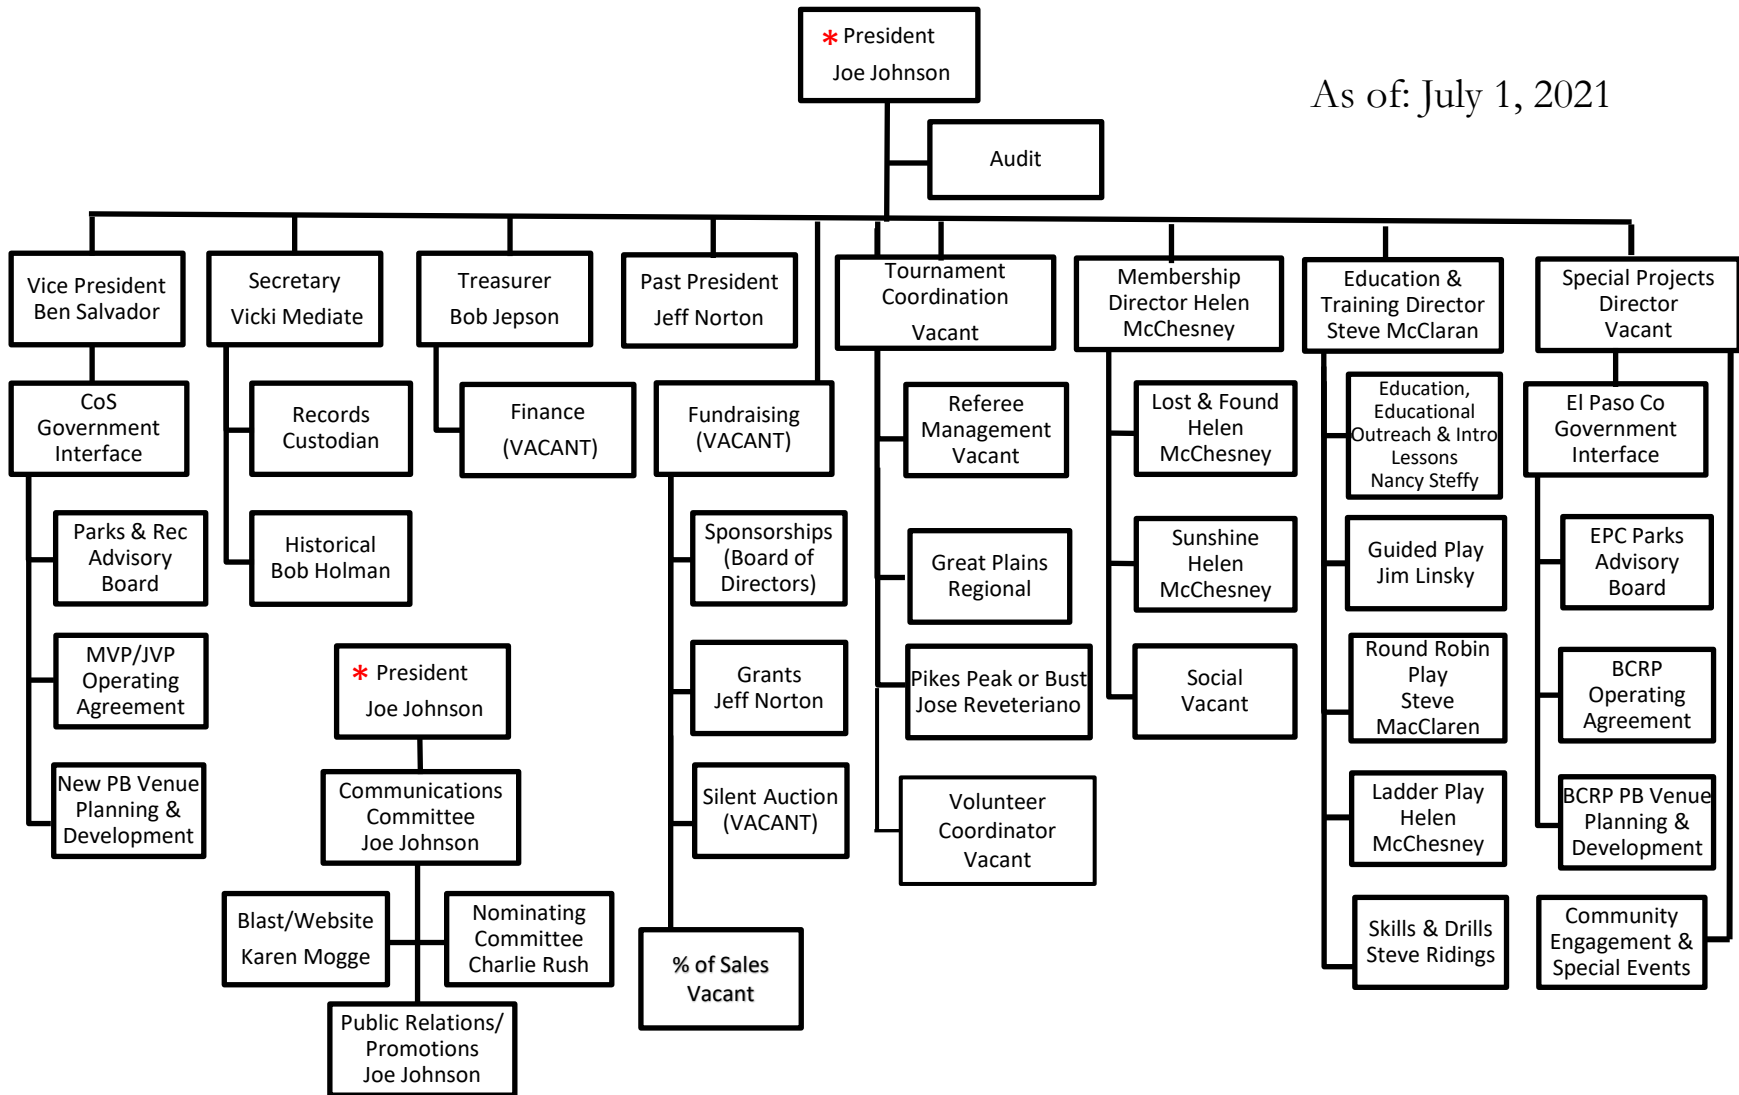 * President
Joe Johnson
As of: July 1, 2021
Audit
Vice President
Ben Salvador
Secretary
Vicki Mediate
Treasurer
Bob Jepson
Past President
Jeff Norton
Tournament
Coordination
Vacant
Membership
Director Helen
McChesney
Education &
Training Director
Steve McClaran
Special Projects
Director
Vacant
CoS
Government
Interface
Records
Custodian
Finance
(VACANT)
Fundraising
(VACANT)
Referee
Management
Vacant
Lost & Found
Helen
McChesney
Education,
Educational
Outreach & Intro
Lessons
Nancy Steffy
El Paso Co
Government
Interface
Parks & Rec
Advisory
Board
Historical
Bob Holman
Sponsorships
(Board of
Directors)
Great Plains
Regional
Sunshine
Helen
McChesney
Guided Play
Jim Linsky
EPC Parks
Advisory
Board
MVP/JVP
Operating
Agreement
* President
Joe Johnson
Grants
Jeff Norton
Pikes Peak or Bust
Jose Reveteriano
Social
Vacant
Round Robin
Play
Steve
MacClaren
BCRP
Operating
Agreement
New PB Venue
Planning &
Development
Communications
Committee
Joe Johnson
Silent Auction
(VACANT)
Volunteer
Coordinator
Vacant
Ladder Play
Helen
McChesney
BCRP PB Venue
Planning &
Development
Blast/Website
Karen Mogge
Nominating
Committee
Charlie Rush
% of Sales
Vacant
Skills & Drills
Steve Ridings
Community
Engagement &
Special Events
Public Relations/
Promotions
Joe Johnson